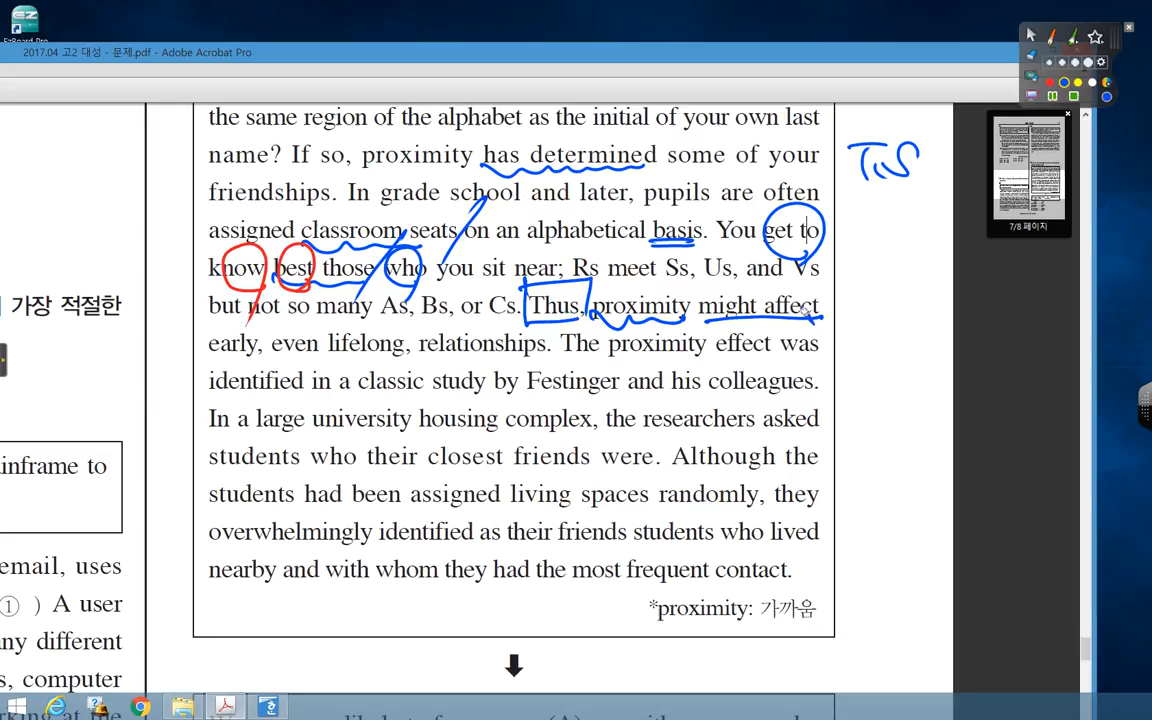 EZ
EzBoard Pro
2017.04 고2 대성 - 문제.pdf - Adobe Acrobat Pro
the same region of the alphabet as the initial of your own last
name? If so, proximity has determined some of your
friendships. In grade school and later, pupils are often
assigned classroom seats on an alphabetical basis. You get to
know best those who you sit near; Rs meet Ss, Us, and Vs
but not so many As, Bs, or Cs. Thus, proximity might affect
early, even lifelong, relationships. The proximity effect was
identified in a classic study by Festinger and his colleagues.
In a large university housing complex, the researchers asked
students who their closest friends were. Although the
students had been assigned living spaces randomly, they
overwhelmingly identified as their friends students who lived
nearby and with whom they had the most frequent contact.
*proximity: 가까움
가장 적절한
ainframe to
email, uses
① ) A user
ny different
s, computer
7/8 페이지